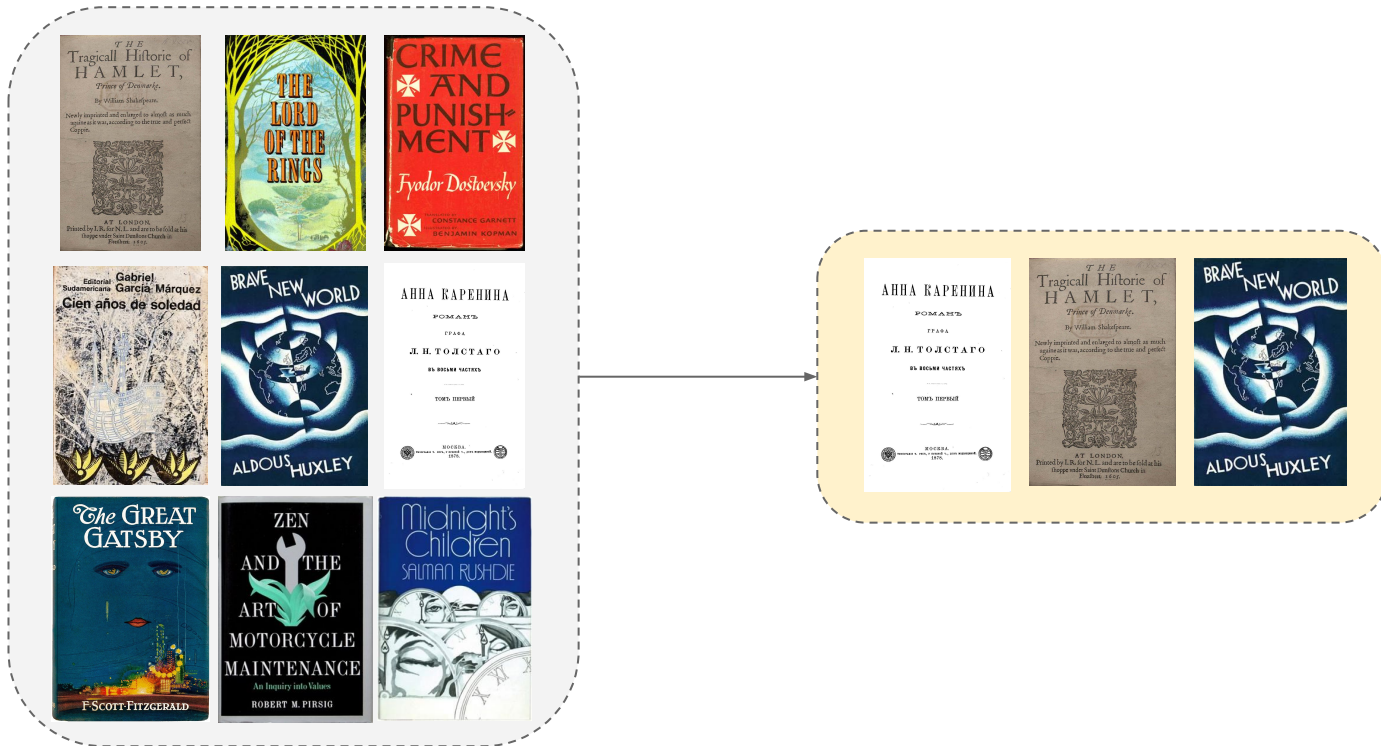 THE
Tragicall Historie of
HAMLET,
Prince of Denmarke.
By William Shakespeare.
Newly imprinted and enlarged to almost as much
againe as it was, according to the true and perfect
Coppie.
AT LONDON,
Printed by I. R. for N. L. and are to be sold at his
shoppe under Saint Dunstons Church in
Fleetstreet. 1605.
THE
LORD
OF THE
RINGS
CRIME
AND
PUNISH-
MENT
Fyodor Dostoevsky
TRANSLATED BY
CONSTANCE GARNETT
BENJAMIN KOPMAN
Editorial
Sudamericana
Gabriel
García Márquez
Cien años de soledad
BRAVE
NEW
WORLD
ALDOUS
HUXLEY
АННА КАРЕНИНА
РОМАНЪ
ГРАФА
Л. Н. ТОЛСТАГО
ВЪ ВОСЬМИ ЧАСТЯХЪ
ТОМЪ ПЕРВЫЙ
МОСКВА.
1878.
The GREAT
GATSBY
F·SCOTT·FITZGERALD
ZEN
AND THE
ART OF
MOTORCYCLE
MAINTENANCE
An Inquiry into Values
ROBERT M. PIRSIG
Midnight's
Children
SALMAN RUSHDIE
XII
АННА КАРЕНИНА
РОМАНЪ
ГРАФА
Л. Н. ТОЛСТАГО
ВЪ ВОСЬМИ ЧАСТЯХЪ
ТОМЪ ПЕРВЫЙ
МОСКВА.
1878.
THE
Tragicall Historie of
HAMLET,
Prince of Denmarke.
By William Shakespeare.
Newly imprinted and enlarged to almost as much
againe as it was, according to the true and perfect
Coppie.
AT LONDON,
Printed by I. R. for N. L. and are to be sold at his
shoppe under Saint Dunstons Church in
Fleetstreet. 1605.
BRAVE
NEW
WORLD
ALDOUS
HUXLEY